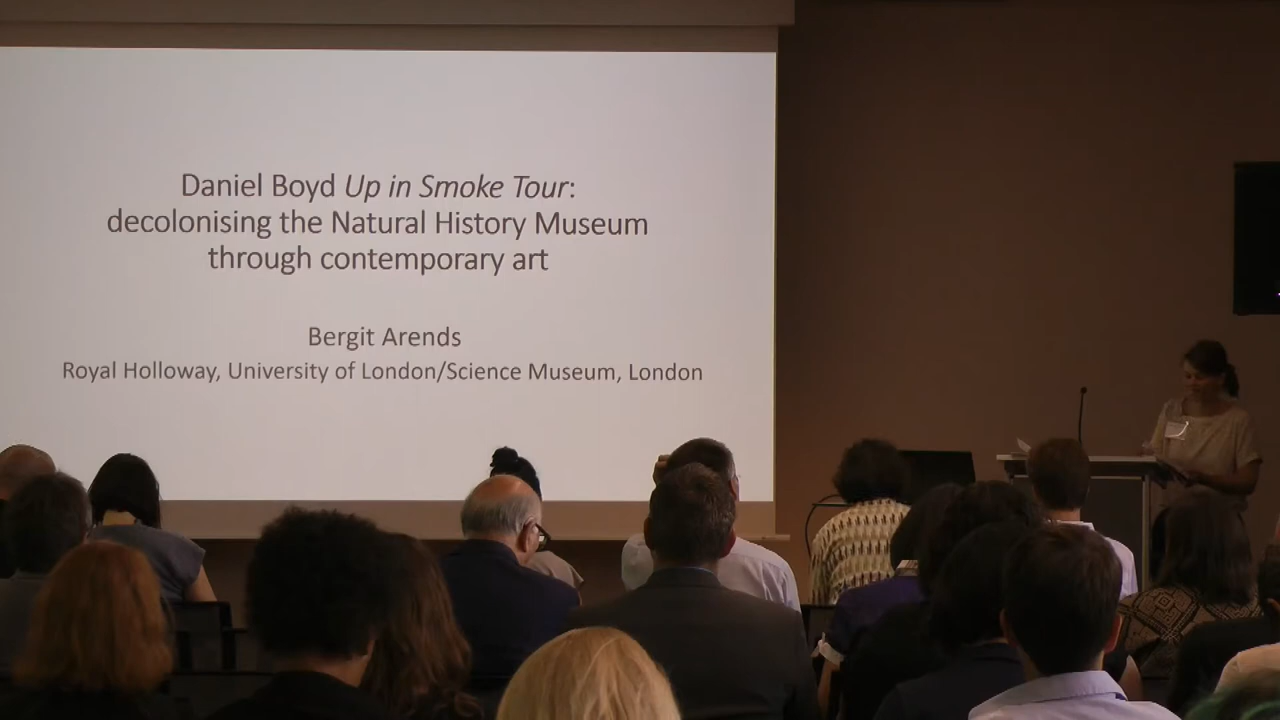 Daniel Boyd Up in Smoke Tour:
decolonising the Natural History Museum
through contemporary art
Bergit Arends
Royal Holloway, University of London/Science Museum, London